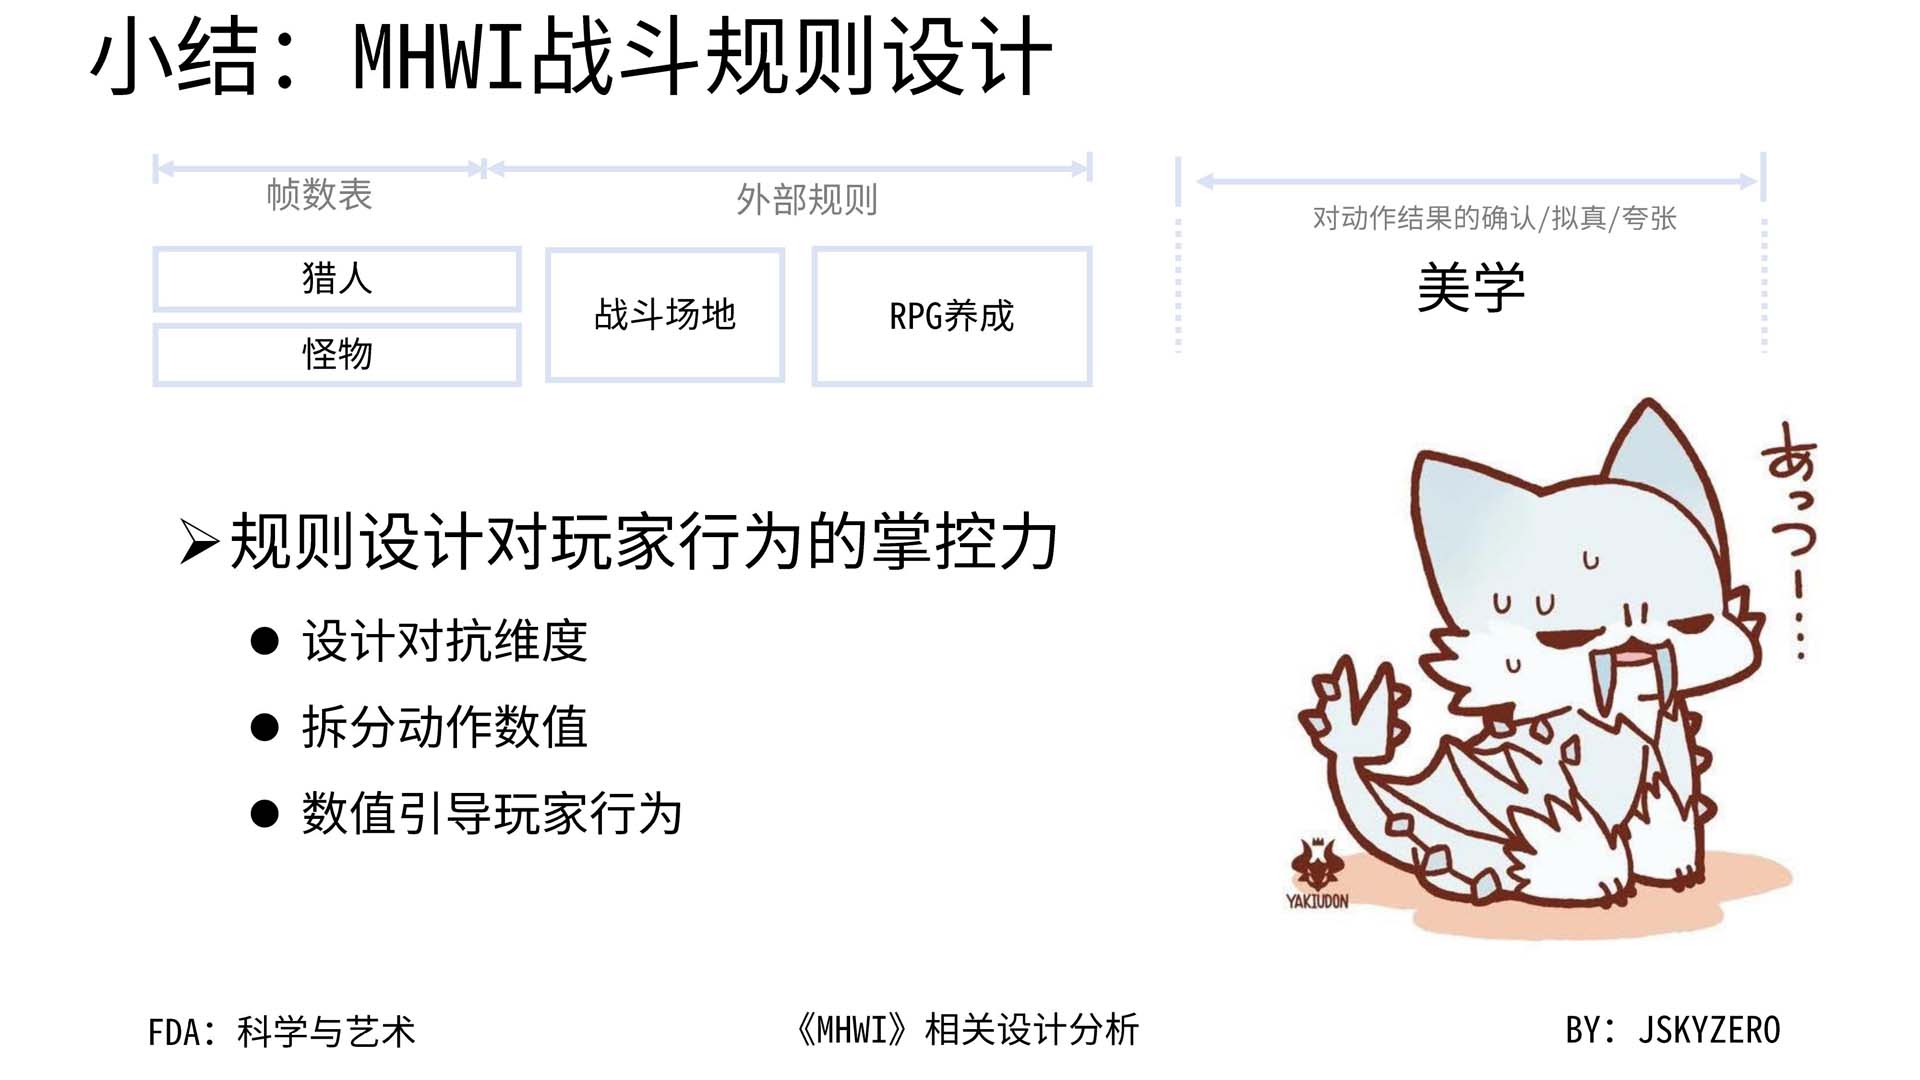 小结：MHWI战斗规则设计
帧数表
外部规则
对动作结果的确认/拟真/夸张
猎人
怪物
战斗场地
RPG养成
美学
➢规则设计对玩家行为的掌控力
● 设计对抗维度
● 拆分动作数值
● 数值引导玩家行为
あっつー……
YAKIUDON
FDA：科学与艺术
《MHWI》相关设计分析
BY：JSKYZERO